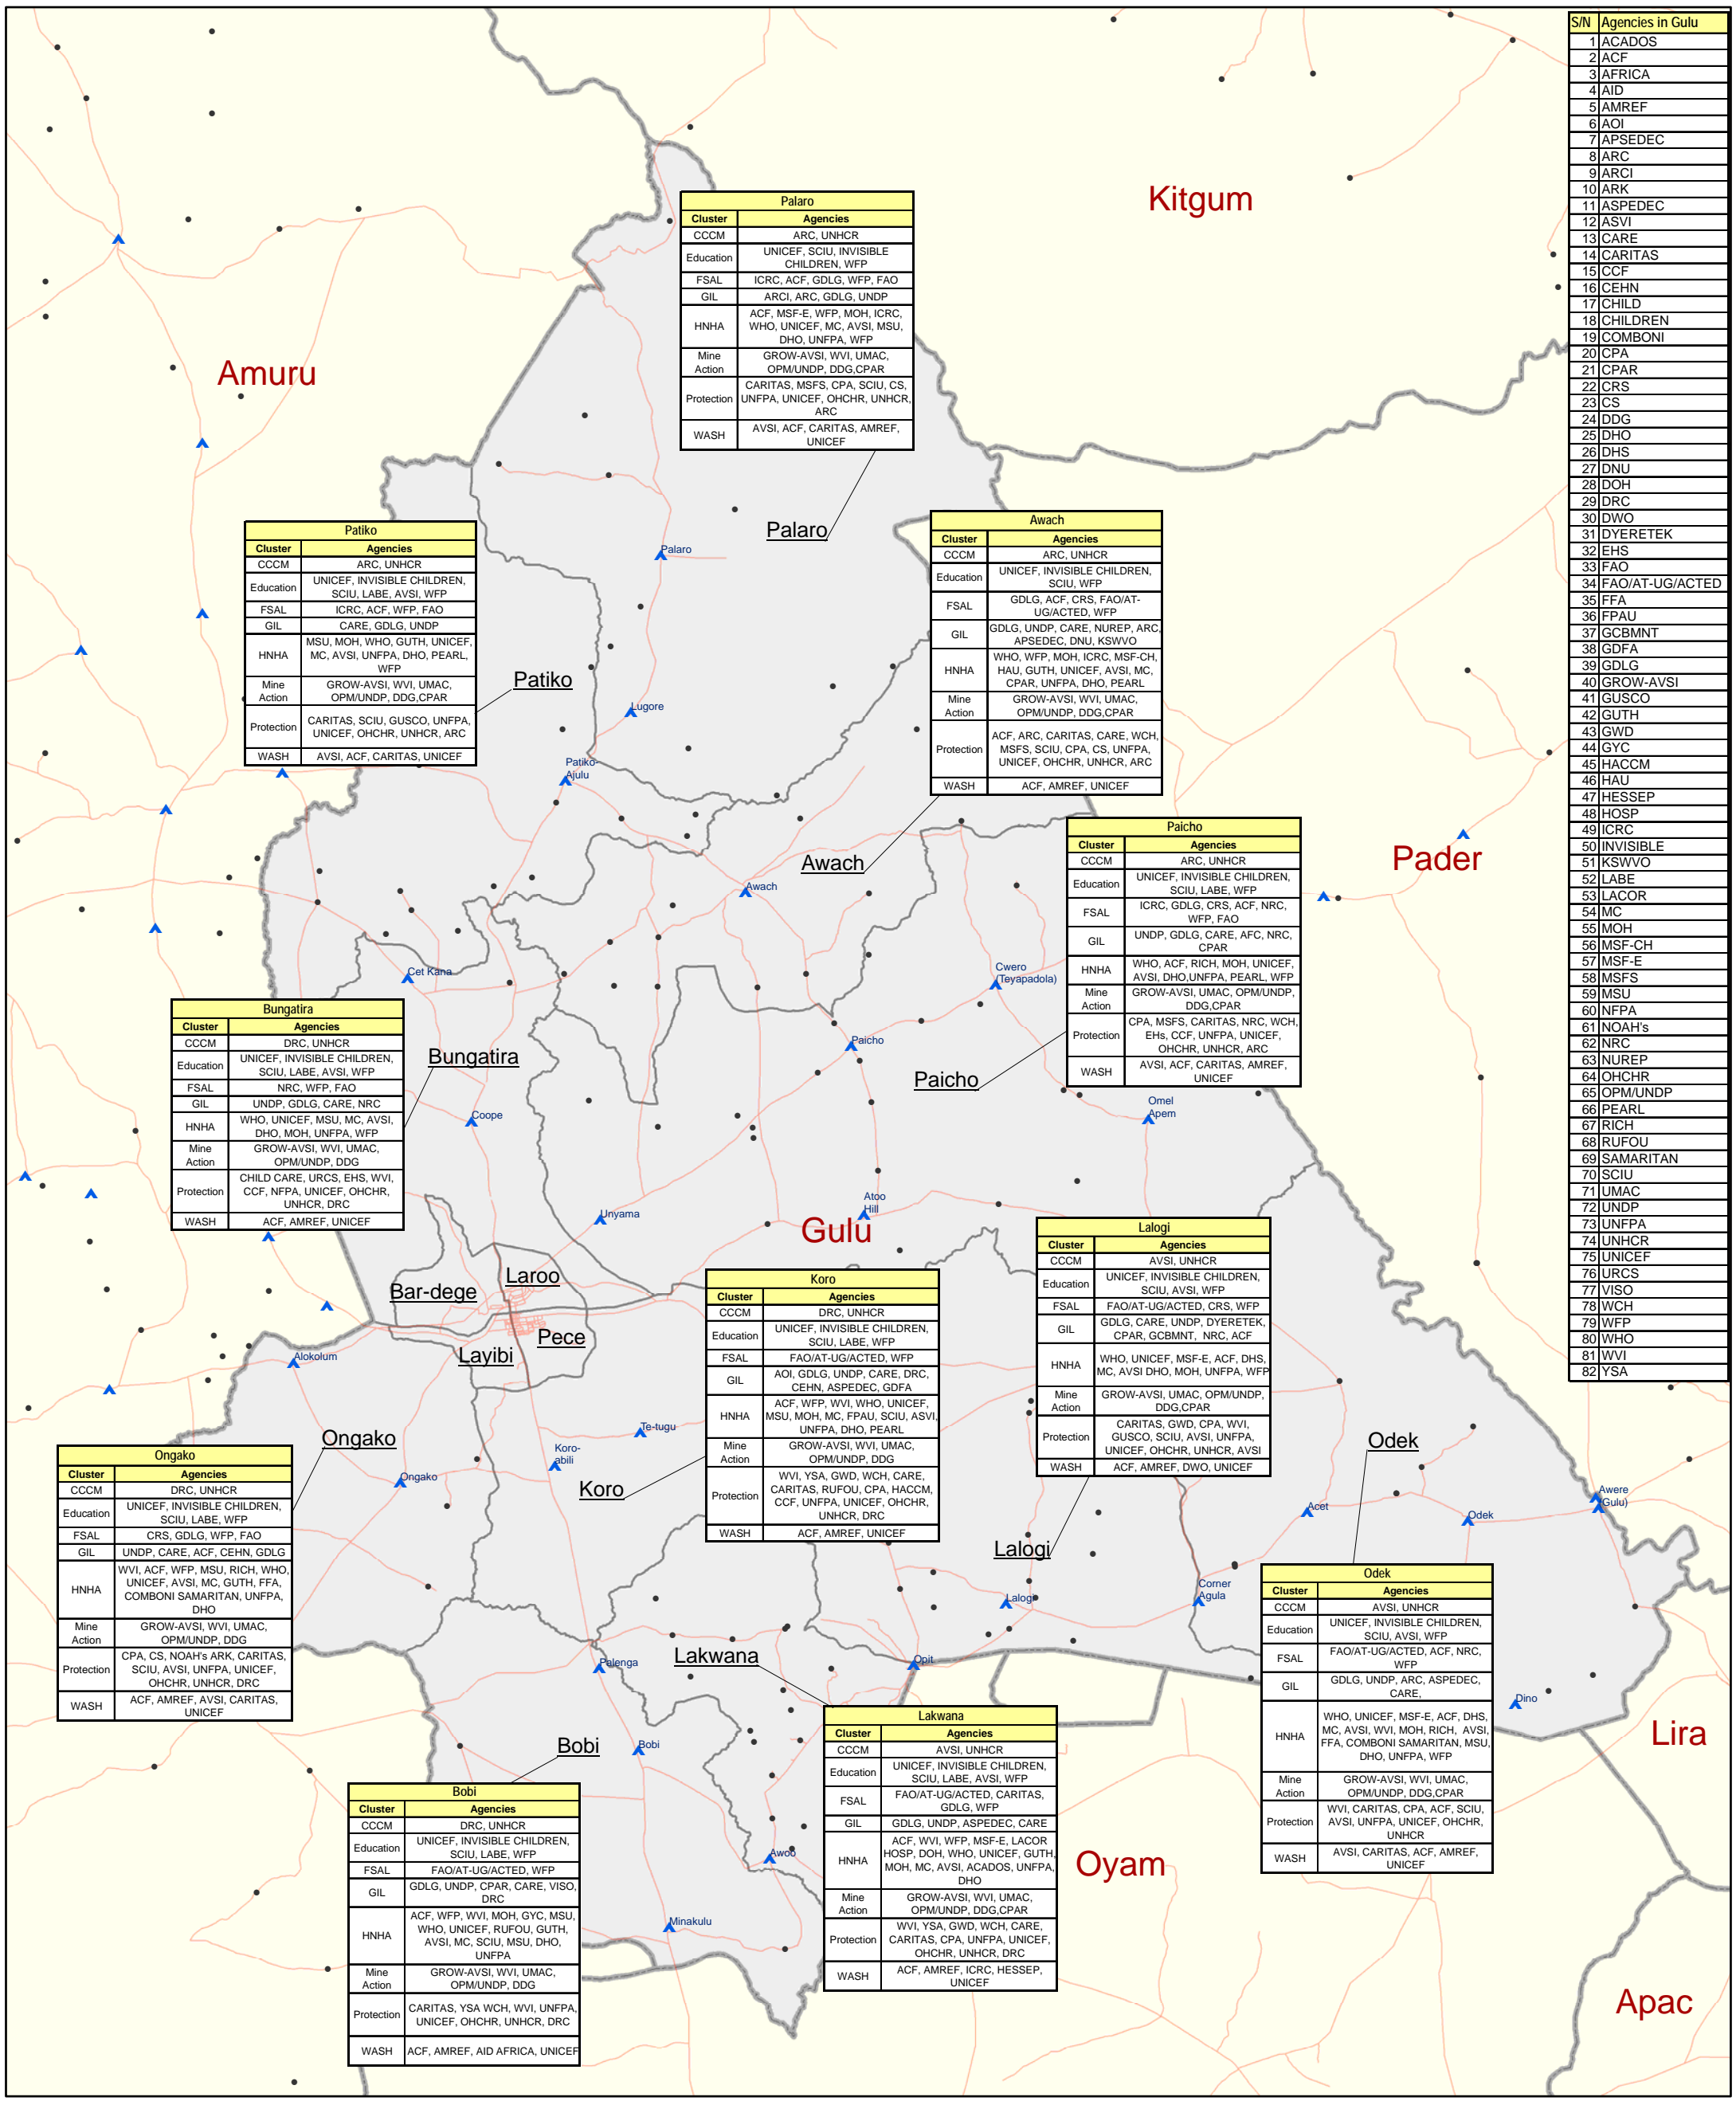 S/N Agencies in Gulu
1 ACADOS
2 ACF
3 AFRICA
4 AID
5 AMREF
6 AOI
7 APSEDEC
8 ARC
9 ARCI
10 ARK
11 ASPEDEC
12 ASVI
13 CARE
14 CARITAS
15 CCF
16 CEHN
17 CHILD
18 CHILDREN
19 COMBONI
20 CPA
21 CPAR
22 CRS
23 CS
24 DDG
25 DHO
26 DHS
27 DNU
28 DOH
29 DRC
30 DWO
31 DYERETEK
32 EHS
33 FAO
34 FAO/AT-UG/ACTED
35 FFA
36 FPAU
37 GCBMNT
38 GDFA
39 GDLG
40 GROW-AVSI
41 GUSCO
42 GUTH
43 GWD
44 GYC
45 HACCM
46 HAU
47 HESSEP
48 HOSP
49 ICRC
50 INVISIBLE
51 KSWVO
52 LABE
53 LACOR
54 MC
55 MOH
56 MSF-CH
57 MSF-E
58 MSFS
59 MSU
60 NFPA
61 NOAH's
62 NRC
63 NUREP
64 OHCHR
65 OPM/UNDP
66 PEARL
67 RICH
68 RUFOU
69 SAMARITAN
70 SCIU
71 UMAC
72 UNDP
73 UNFPA
74 UNHCR
75 UNICEF
76 URCS
77 VISO
78 WCH
79 WFP
80 WHO
81 WVI
82 YSA
Kitgum
Amuru
Pader
Gulu
Lira
Oyam
Apac
Palaro
Cluster Agencies
CCCM ARC, UNHCR
Education UNICEF, SCIU, INVISIBLE
CHILDREN, WFP
FSAL ICRC, ACF, GDLG, WFP, FAO
GIL ARCI, ARC, GDLG, UNDP
HNHA ACF, MSF-E, WFP, MOH, ICRC,
WHO, UNICEF, MC, AVSI, MSU,
DHO, UNFPA, WFP
Mine Action GROW-AVSI, WVI, UMAC,
OPM/UNDP, DDG,CPAR
Protection CARITAS, MSFS, CPA, SCIU, CS,
UNFPA, UNICEF, OHCHR, UNHCR,
ARC
WASH AVSI, ACF, CARITAS, AMREF,
UNICEF
Palaro
Palaro
Patiko
Cluster Agencies
CCCM ARC, UNHCR
Education UNICEF, INVISIBLE CHILDREN,
SCIU, LABE, AVSI, WFP
FSAL ICRC, ACF, WFP, FAO
GIL CARE, GDLG, UNDP
HNHA MSU, MOH, WHO, GUTH, UNICEF,
MC, AVSI, UNFPA, DHO, PEARL,
WFP
Mine Action GROW-AVSI, WVI, UMAC,
OPM/UNDP, DDG,CPAR
Protection CARITAS, SCIU, GUSCO, UNFPA,
UNICEF, OHCHR, UNHCR, ARC
WASH AVSI, ACF, CARITAS, UNICEF
Patiko
Lugore
Patiko-
Ajulu
Awach
Cluster Agencies
CCCM ARC, UNHCR
Education UNICEF, INVISIBLE CHILDREN,
SCIU, WFP
FSAL GDLG, ACF, CRS, FAO/AT-
UG/ACTED, WFP
GIL GDLG, UNDP, CARE, NUREP, ARC,
APSEDEC, DNU, KSWVO
HNHA WHO, WFP, MOH, ICRC, MSF-CH,
HAU, GUTH, UNICEF, AVSI, MC,
CPAR, UNFPA, DHO, PEARL
Mine Action GROW-AVSI, WVI, UMAC,
OPM/UNDP, DDG,CPAR
Protection ACF, ARC, CARITAS, CARE, WCH,
MSFS, SCIU, CPA, CS, UNFPA,
UNICEF, OHCHR, UNHCR, ARC
WASH ACF, AMREF, UNICEF
Awach
Awach
Paicho
Cluster Agencies
CCCM ARC, UNHCR
Education UNICEF, INVISIBLE CHILDREN,
SCIU, LABE, WFP
FSAL ICRC, GDLG, CRS, ACF, NRC,
WFP, FAO
GIL UNDP, GDLG, CARE, AFC, NRC,
CPAR
HNHA WHO, ACF, RICH, MOH, UNICEF,
AVSI, DHO,UNFPA, PEARL, WFP
Mine Action GROW-AVSI, UMAC, OPM/UNDP,
DDG,CPAR
Protection CPA, MSFS, CARITAS, NRC, WCH,
EHs, CCF, UNFPA, UNICEF,
OHCHR, UNHCR, ARC
WASH AVSI, ACF, CARITAS, AMREF,
UNICEF
Cet Kana
Cwero
(Teyapadola)
Paicho
Paicho
Omel
Apem
Bungatira
Cluster Agencies
CCCM DRC, UNHCR
Education UNICEF, INVISIBLE CHILDREN,
SCIU, LABE, AVSI, WFP
FSAL NRC, WFP, FAO
GIL UNDP, GDLG, CARE, NRC
HNHA WHO, UNICEF, MSU, MC, AVSI,
DHO, MOH, UNFPA, WFP
Mine Action GROW-AVSI, WVI, UMAC,
OPM/UNDP, DDG
Protection CHILD CARE, URCS, EHS, WVI,
CCF, NFPA, UNICEF, OHCHR,
UNHCR, DRC
WASH ACF, AMREF, UNICEF
Bungatira
Coope
Unyama
Atoo
Hill
Laroo
Bar-dege
Pece
Layibi
Alokolum
Lalogi
Cluster Agencies
CCCM AVSI, UNHCR
Education UNICEF, INVISIBLE CHILDREN,
SCIU, AVSI, WFP
FSAL FAO/AT-UG/ACTED, CRS, WFP
GIL GDLG, CARE, UNDP, DYERETEK,
CPAR, GCBMNT, NRC, ACF
HNHA WHO, UNICEF, MSF-E, ACF, DHS,
MC, AVSI DHO, MOH, UNFPA, WFP
Mine Action GROW-AVSI, UMAC, OPM/UNDP,
DDG,CPAR
Protection CARITAS, GWD, CPA, WVI,
GUSCO, SCIU, AVSI, UNFPA,
UNICEF, OHCHR, UNHCR, AVSI
WASH ACF, AMREF, DWO, UNICEF
Koro
Cluster Agencies
CCCM DRC, UNHCR
Education UNICEF, INVISIBLE CHILDREN,
SCIU, LABE, WFP
FSAL FAO/AT-UG/ACTED, WFP
GIL AOI, GDLG, UNDP, CARE, DRC,
CEHN, ASPEDEC, GDFA
HNHA ACF, WFP, WVI, WHO, UNICEF,
MSU, MOH, MC, FPAU, SCIU, ASVI,
UNFPA, DHO, PEARL
Mine Action GROW-AVSI, WVI, UMAC,
OPM/UNDP, DDG
Protection WVI, YSA, GWD, WCH, CARE,
CARITAS, RUFOU, CPA, HACCM,
CCF, UNFPA, UNICEF, OHCHR,
UNHCR, DRC
WASH ACF, AMREF, UNICEF
Te-tugu
Koro-
abili
Koro
Ongako
Ongako
Ongako
Cluster Agencies
CCCM DRC, UNHCR
Education UNICEF, INVISIBLE CHILDREN,
SCIU, LABE, WFP
FSAL CRS, GDLG, WFP, FAO
GIL UNDP, CARE, ACF, CEHN, GDLG
HNHA WVI, ACF, WFP, MSU, RICH, WHO,
UNICEF, AVSI, MC, GUTH, FFA,
COMBONI SAMARITAN, UNFPA,
DHO
Mine Action GROW-AVSI, WVI, UMAC,
OPM/UNDP, DDG
Protection CPA, CS, NOAH's ARK, CARITAS,
SCIU, AVSI, UNFPA, UNICEF,
OHCHR, UNHCR, DRC
WASH ACF, AMREF, AVSI, CARITAS,
UNICEF
Odek
Acet
Odek
Awere
(Gulu)
Lalogi
Lalogi
Corner
Agula
Opit
Dino
Odek
Cluster Agencies
CCCM AVSI, UNHCR
Education UNICEF, INVISIBLE CHILDREN,
SCIU, AVSI, WFP
FSAL FAO/AT-UG/ACTED, ACF, NRC,
WFP
GIL GDLG, UNDP, ARC, ASPEDEC,
CARE,
HNHA WHO, UNICEF, MSF-E, ACF, DHS,
MC, AVSI, WVI, MOH, RICH, AVSI,
FFA, COMBONI SAMARITAN, MSU,
DHO, UNFPA, WFP
Mine Action GROW-AVSI, WVI, UMAC,
OPM/UNDP, DDG,CPAR
Protection WVI, CARITAS, CPA, ACF, SCIU,
AVSI, UNFPA, UNICEF, OHCHR,
UNHCR
WASH AVSI, CARITAS, ACF, AMREF,
UNICEF
Palenga
Lakwana
Lakwana
Cluster Agencies
CCCM AVSI, UNHCR
Education UNICEF, INVISIBLE CHILDREN,
SCIU, LABE, AVSI, WFP
FSAL FAO/AT-UG/ACTED, CARITAS,
GDLG, WFP
GIL GDLG, UNDP, ASPEDEC, CARE
HNHA ACF, WVI, WFP, MSF-E, LACOR
HOSP, DOH, WHO, UNICEF, GUTH,
MOH, MC, AVSI, ACADOS, UNFPA,
DHO
Mine Action GROW-AVSI, WVI, UMAC,
OPM/UNDP, DDG,CPAR
Protection WVI, YSA, GWD, WCH, CARE,
CARITAS, CPA, UNFPA, UNICEF,
OHCHR, UNHCR, DRC
WASH ACF, AMREF, ICRC, HESSEP,
UNICEF
Bobi
Bobi
Awoo
Minakulu
Bobi
Cluster Agencies
CCCM DRC, UNHCR
Education UNICEF, INVISIBLE CHILDREN,
SCIU, LABE, WFP
FSAL FAO/AT-UG/ACTED, WFP
GIL GDLG, UNDP, CPAR, CARE, VISO,
DRC
HNHA ACF, WFP, WVI, MOH, GYC, MSU,
WHO, UNICEF, RUFOU, GUTH,
AVSI, MC, SCIU, MSU, DHO,
UNFPA
Mine Action GROW-AVSI, WVI, UMAC,
OPM/UNDP, DDG
Protection CARITAS, YSA WCH, WVI, UNFPA,
UNICEF, OHCHR, UNHCR, DRC
WASH ACF, AMREF, AID AFRICA, UNICEF